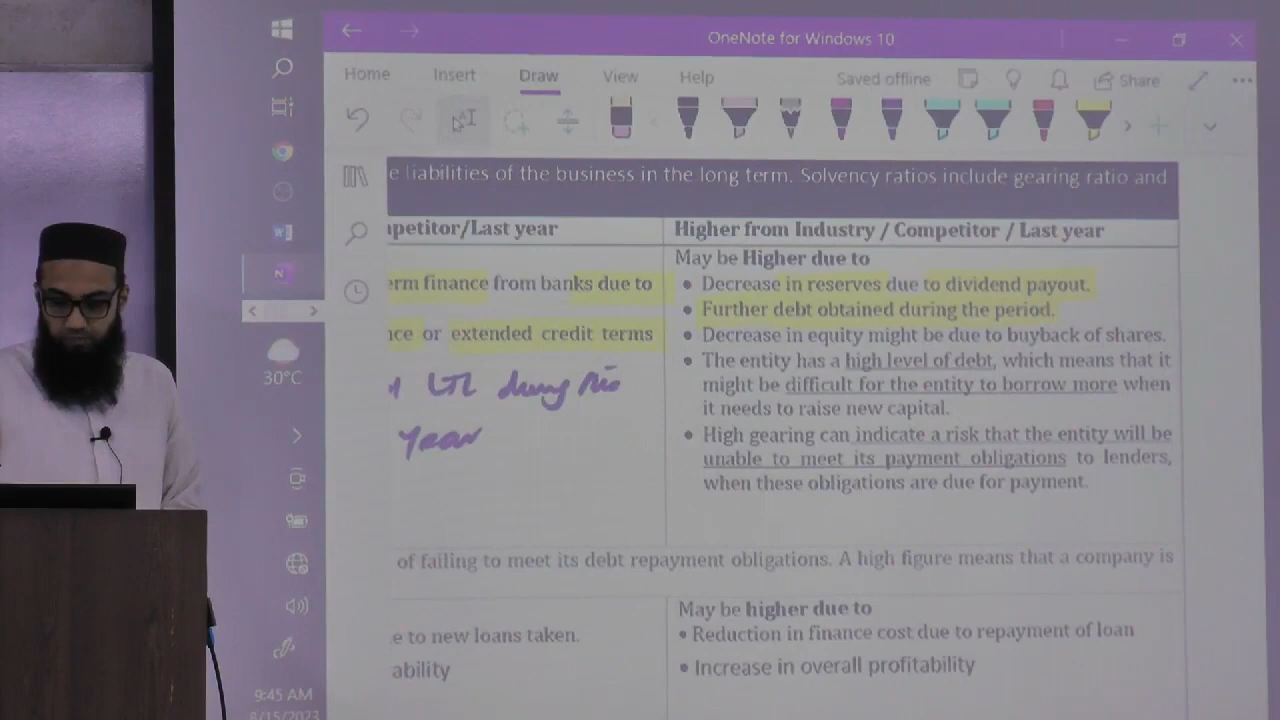 OneNote for Windows 10
Home Insert Draw View Help Saved offline Share
e liabilities of the business in the long term. Solvency ratios include gearing ratio and
petitor/Last year
Higher from Industry / Competitor / Last year
May be Higher due to
erm finance from banks due to
• Decrease in reserves due to dividend payout.
• Further debt obtained during the period.
nce or extended credit terms
• Decrease in equity might be due to buyback of shares.
• The entity has a high level of debt, which means that it
might be difficult for the entity to borrow more when
it needs to raise new capital.
LTL during
year
• High gearing can indicate a risk that the entity will be
unable to meet its payment obligations to lenders,
when these obligations are due for payment.
of failing to meet its debt repayment obligations. A high figure means that a company is
May be higher due to
e to new loans taken.
• Reduction in finance cost due to repayment of loan
ability
• Increase in overall profitability
30°C
9:45 AM
8/15/2023